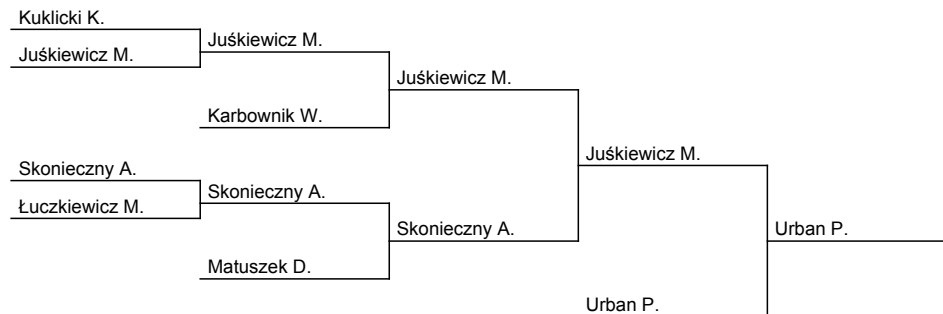 Kuklicki K.
Juśkiewicz M.
Juśkiewicz M.
Juśkiewicz M.
Karbownik W.
Juśkiewicz M.
Skonieczny A.
Skonieczny A.
Łuczkiewicz M.
Skonieczny A.
Urban P.
Matuszek D.
Urban P.